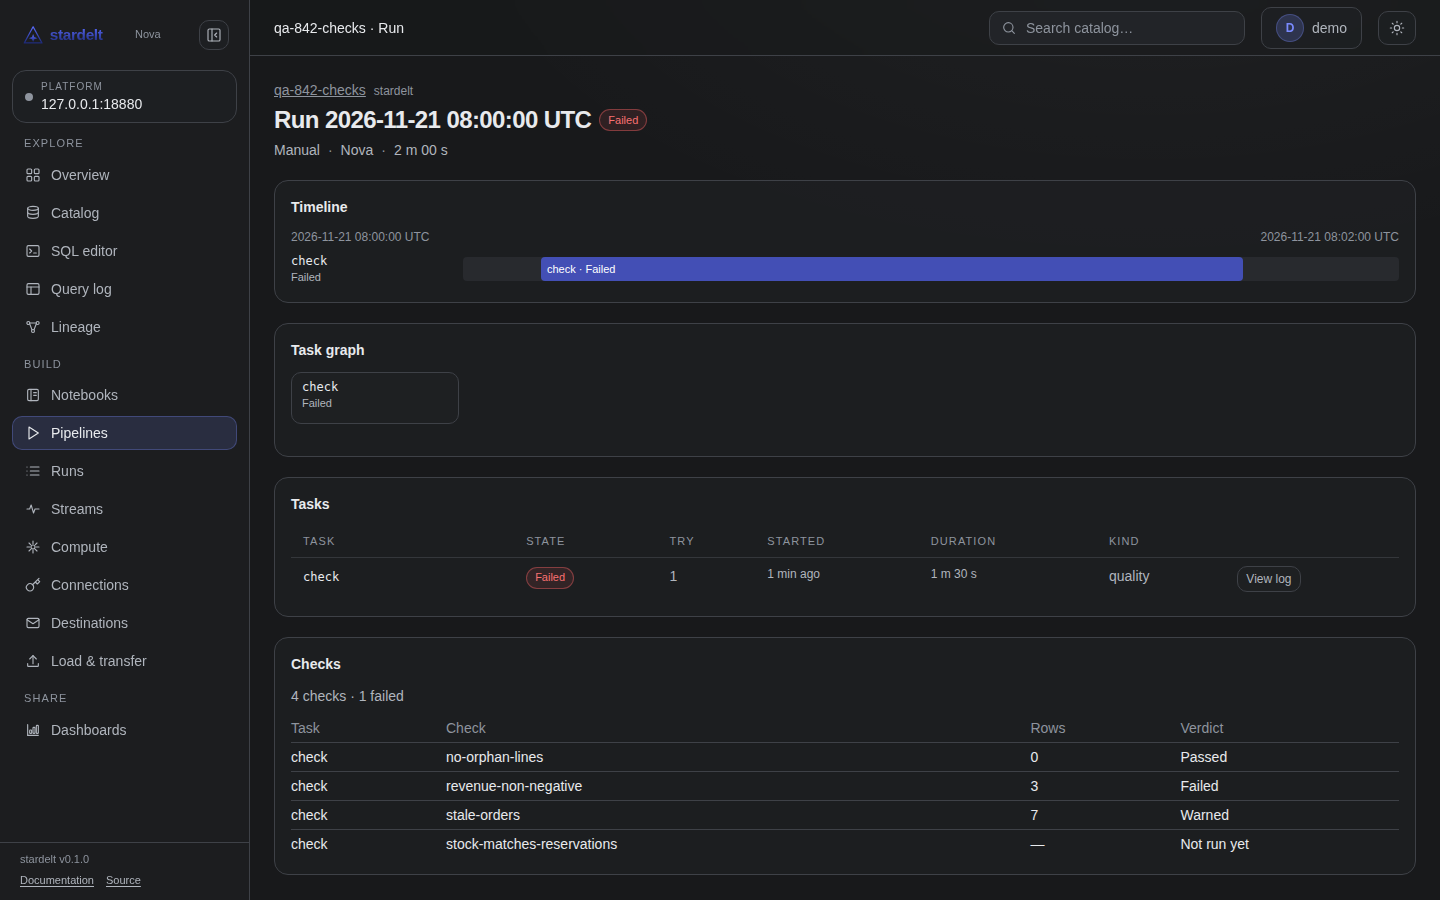 stardelt
Nova
PLATFORM
127.0.0.1:18880
EXPLORE
Overview
Catalog
SQL editor
Query log
Lineage
BUILD
Notebooks
Pipelines
Runs
Streams
Compute
Connections
Destinations
Load & transfer
SHARE
Dashboards
stardelt v0.1.0
Documentation Source
qa-842-checks · Run
Search catalog…
D demo
qa-842-checks stardelt
Run 2026-11-21 08:00:00 UTC Failed
Manual · Nova · 2 m 00 s
Timeline
2026-11-21 08:00:00 UTC 2026-11-21 08:02:00 UTC
check
Failed
check · Failed
Task graph
check
Failed
Tasks
TASK STATE TRY STARTED DURATION KIND
check Failed 1 1 min ago 1 m 30 s quality View log
Checks
4 checks · 1 failed
Task Check Rows Verdict
check no-orphan-lines 0 Passed
check revenue-non-negative 3 Failed
check stale-orders 7 Warned
check stock-matches-reservations — Not run yet